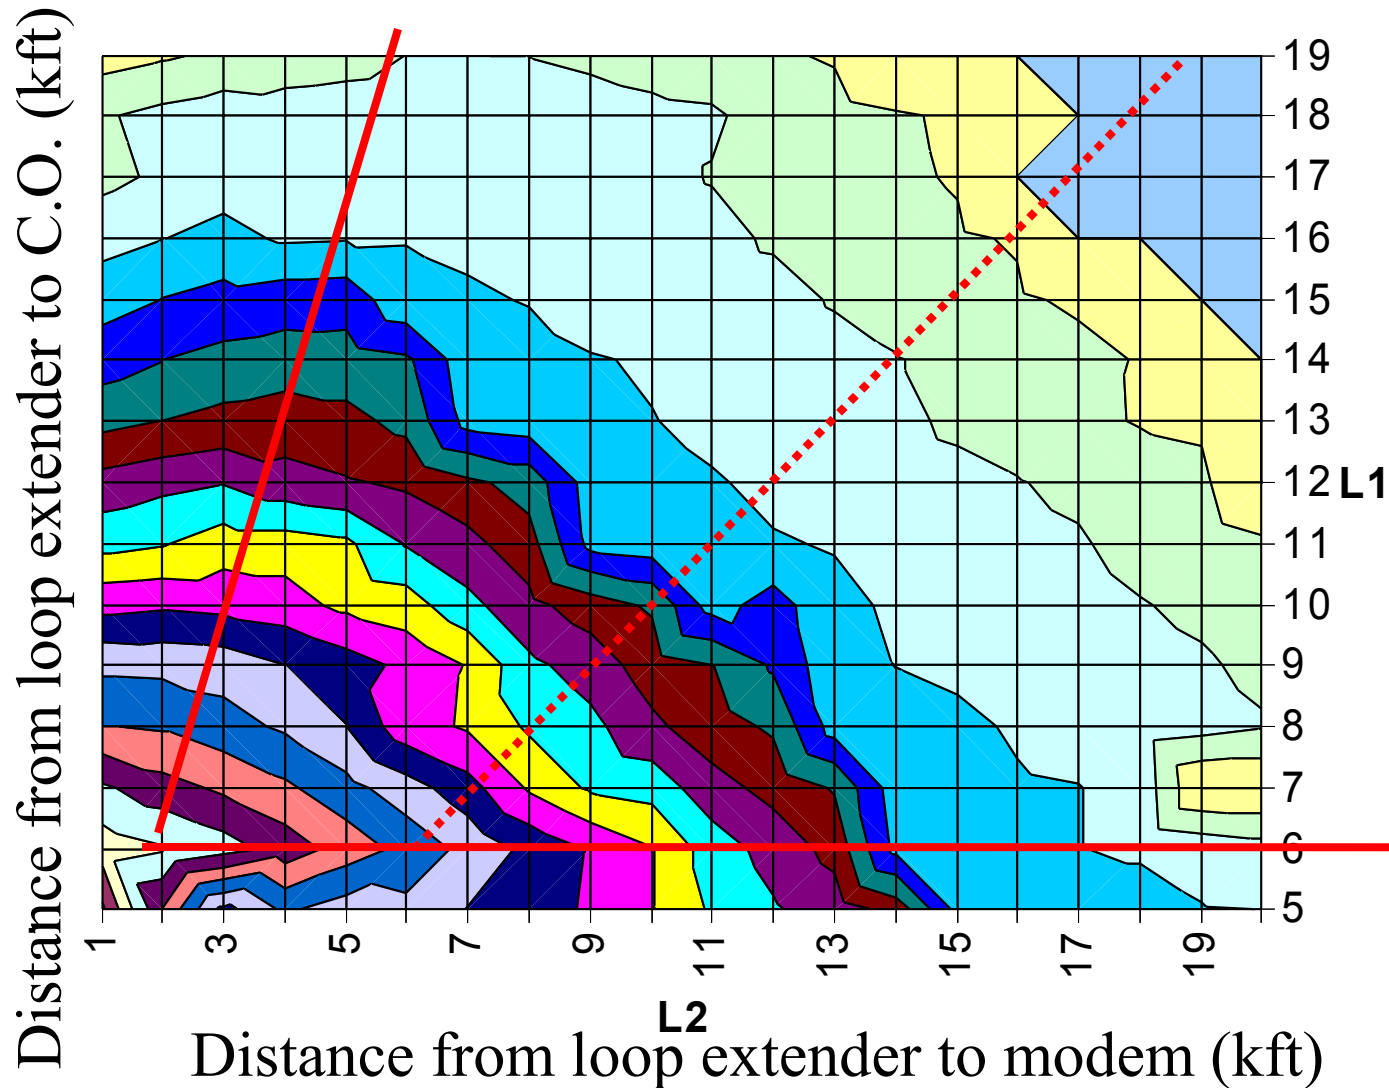 Distance from loop extender to C.O. (kft)
19
18
17
16
15
14
13
12 L1
11
10
9
8
7
6
5
1 3 5 7 9 11 13 15 17 19
L2
Distance from loop extender to modem (kft)